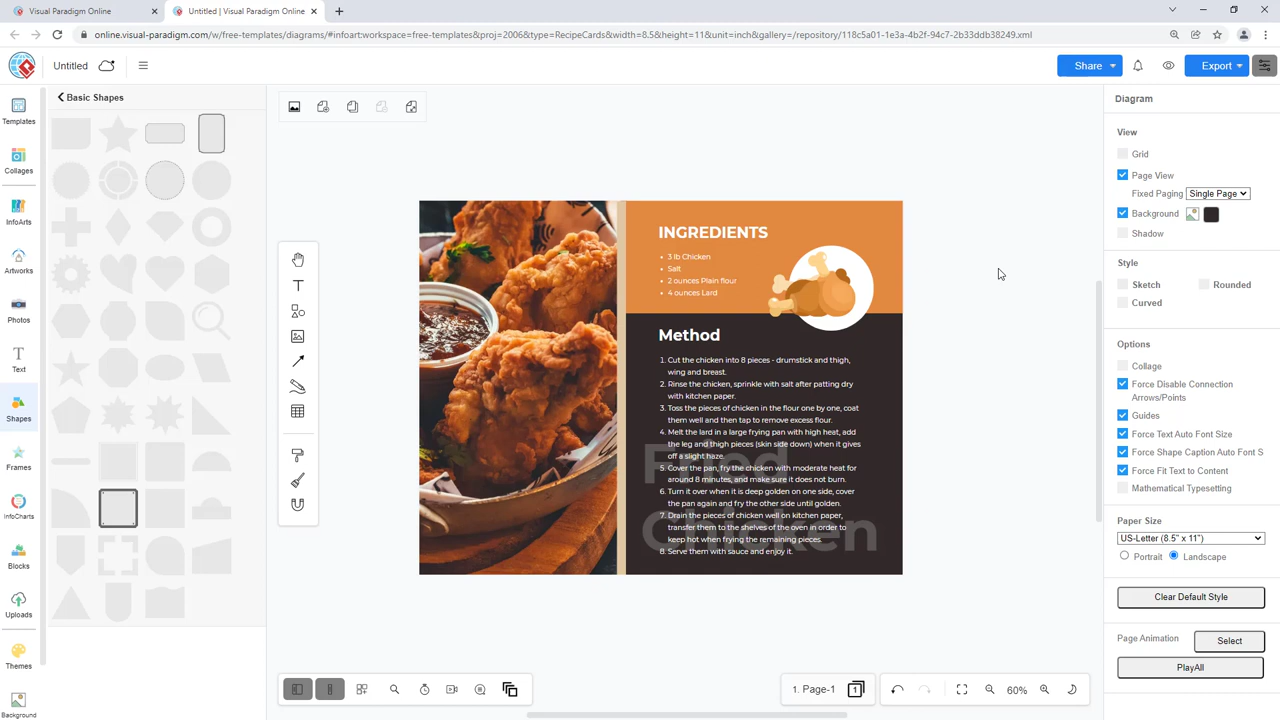 Visual Paradigm Online
Untitled | Visual Paradigm Online
online.visual-paradigm.com/w/free-templates/diagrams/#infoart:workspace=free-templates&proj=2006&type=RecipeCards&width=8.5&height=11&unit=inch&gallery=/repository/118c5a01-1e3a-4b2f-94c7-2b33ddb38249.xml
Untitled
Share
Export
Templates
Collages
InfoArts
Artworks
Photos
Text
Shapes
Frames
InfoCharts
Blocks
Uploads
Themes
Background
Basic Shapes
INGREDIENTS
• 3 lb Chicken
• Salt
• 2 ounces Plain flour
• 4 ounces Lard
Method
1. Cut the chicken into 8 pieces - drumstick and thigh,
wing and breast.
2. Rinse the chicken, sprinkle with salt after patting dry
with kitchen paper.
3. Toss the pieces of chicken in the flour one by one, coat
them well and then tap to remove excess flour.
4. Melt the lard in a large frying pan with high heat, add
the leg and thigh pieces (skin side down) when it gives
off a slight haze.
5. Cover the pan, fry the chicken with moderate heat for
around 8 minutes, and make sure it does not burn.
6. Turn it over when it is deep golden on one side, cover
the pan again and fry the other side until golden.
7. Drain the pieces of chicken well on kitchen paper,
transfer them to the shelves of the oven in order to
keep hot when frying the remaining pieces.
8. Serve them with sauce and enjoy it.
Fried
Chicken
1. Page-1
1
60%
Diagram
View
Grid
Page View
Fixed Paging Single Page
Background
Shadow
Style
Sketch Rounded
Curved
Options
Collage
Force Disable Connection
Arrows/Points
Guides
Force Text Auto Font Size
Force Shape Caption Auto Font S
Force Fit Text to Content
Mathematical Typesetting
Paper Size
US-Letter (8.5" x 11")
Portrait Landscape
Clear Default Style
Page Animation Select
PlayAll